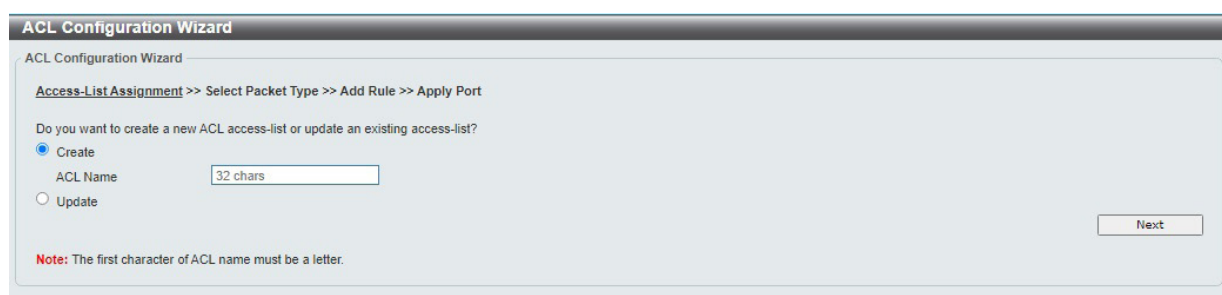 ACL Configuration Wizard
ACL Configuration Wizard
Access-List Assignment >> Select Packet Type >> Add Rule >> Apply Port
Do you want to create a new ACL access-list or update an existing access-list?
Create
ACL Name 32 chars
Update
Next
Note: The first character of ACL name must be a letter.